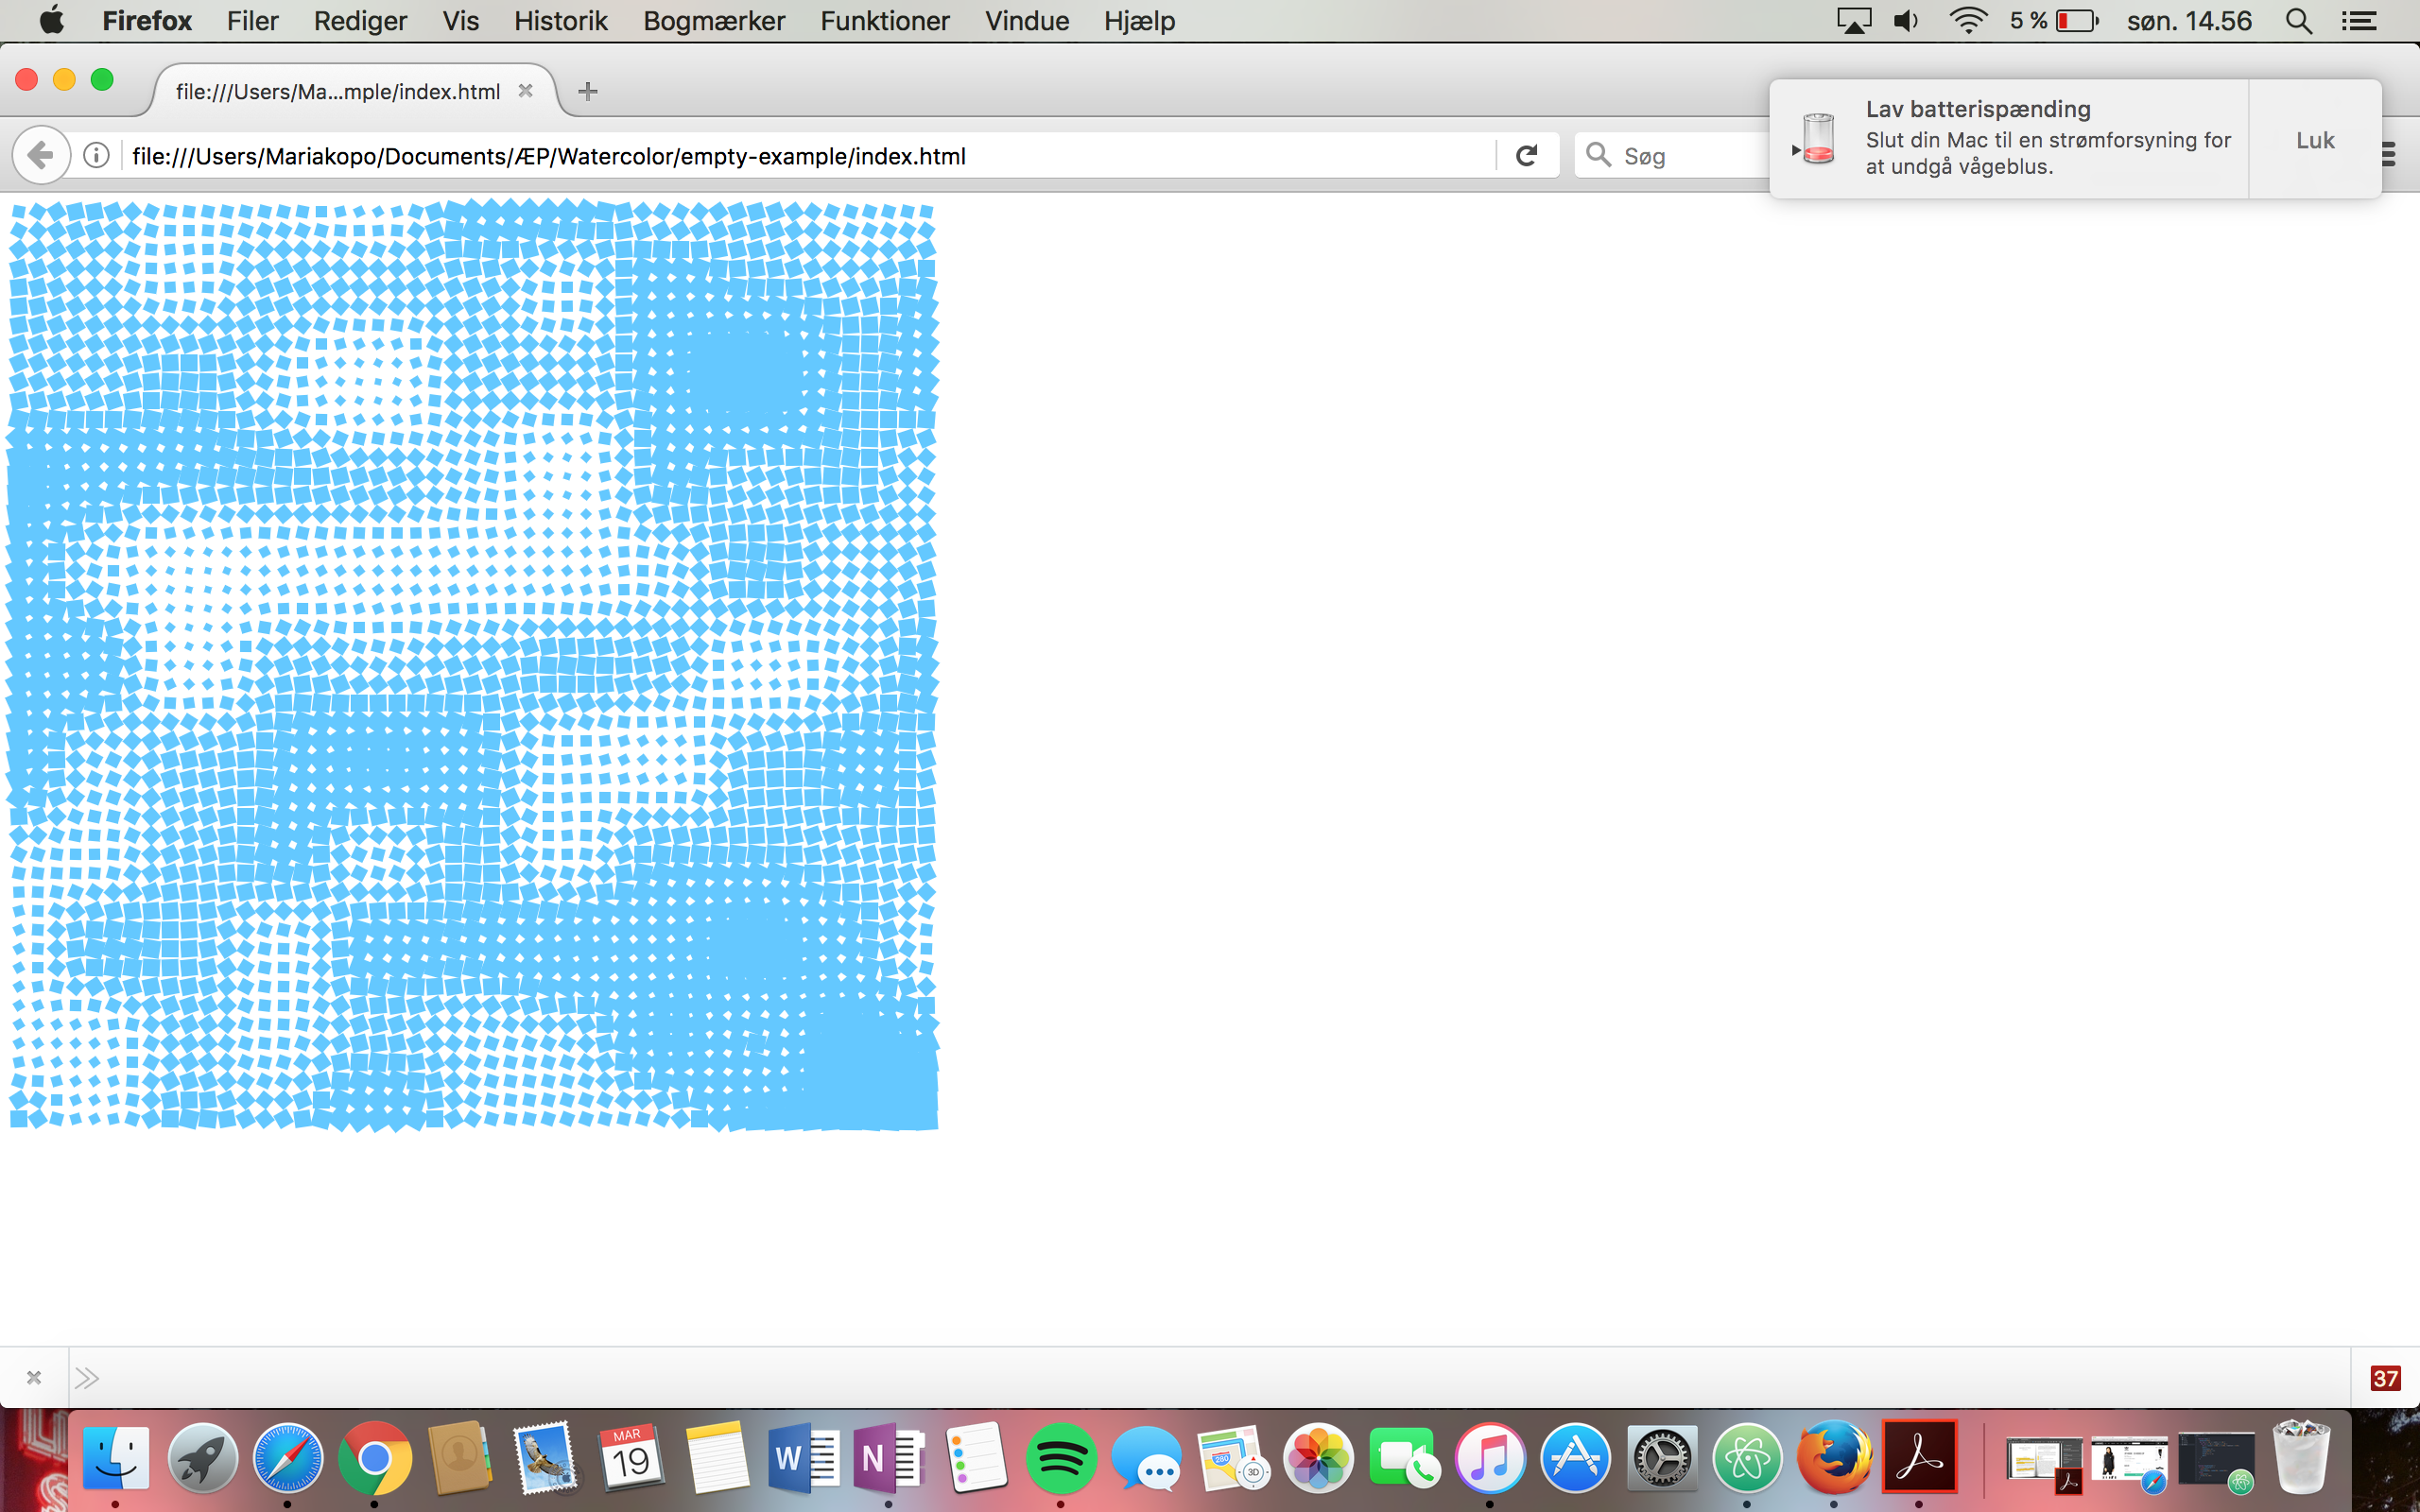 Firefox Filer Rediger Vis Historik Bogmærker Funktioner Vindue Hjælp 5 % søn. 14.56
file:///Users/Ma...mple/index.html
file:///Users/Mariakopo/Documents/ÆP/Watercolor/empty-example/index.html
Søg
Lav batterispænding
Slut din Mac til en strømforsyning for
at undgå vågeblus.
Luk
37
MAR
19
W
N
280
3D